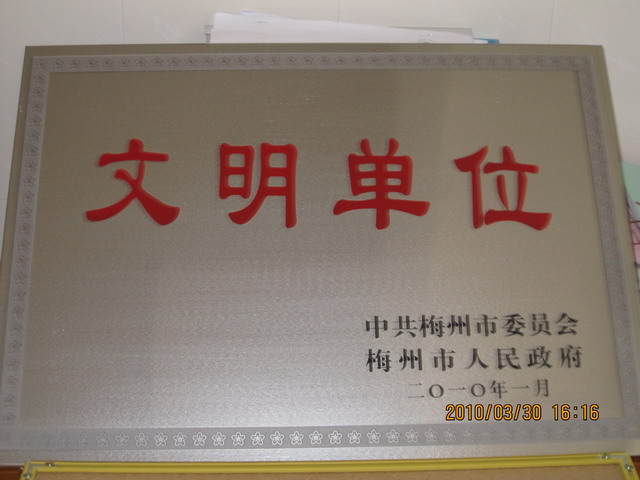 文明单位
中共梅州市委员会
梅州市人民政府
二〇一〇年一月
2010/03/30 16:16